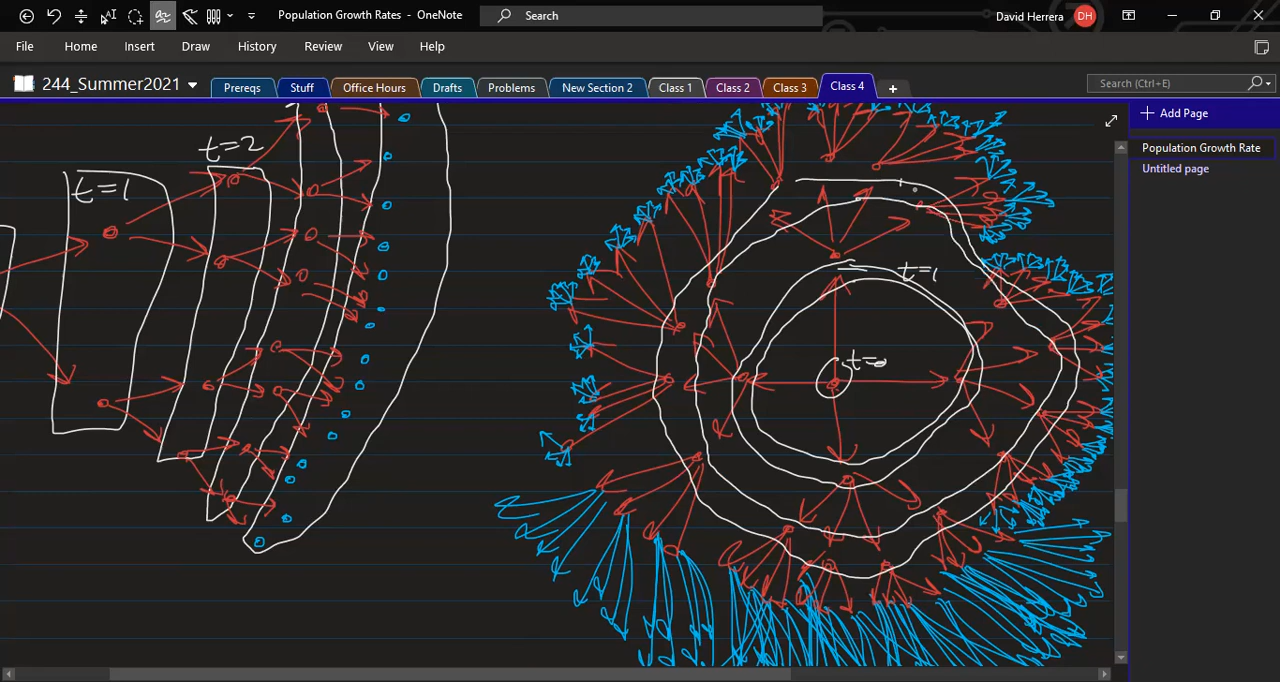 Population Growth Rates - OneNote
Search
David Herrera
DH
File
Home
Insert
Draw
History
Review
View
Help
244_Summer2021
Prereqs
Stuff
Office Hours
Drafts
Problems
New Section 2
Class 1
Class 2
Class 3
Class 4
Search (Ctrl+E)
Add Page
Population Growth Rate
Untitled page
t=1
t=2
t=1
t=0